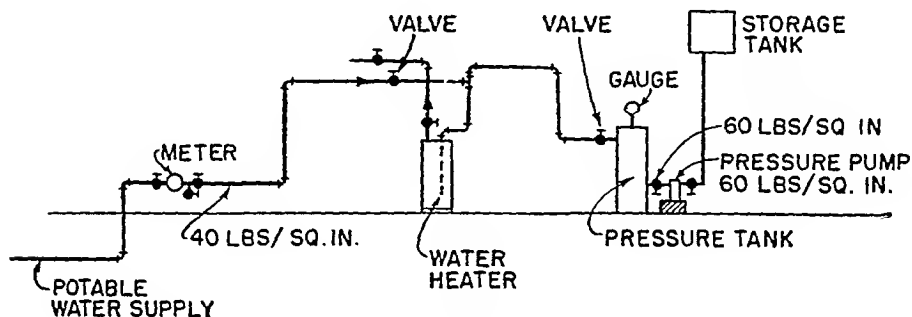 VALVE
VALVE
STORAGE
TANK
GAUGE
60 LBS/SQ IN
METER
PRESSURE PUMP
60 LBS/SQ. IN.
40 LBS/SQ.IN.
WATER
HEATER
PRESSURE TANK
POTABLE
WATER SUPPLY